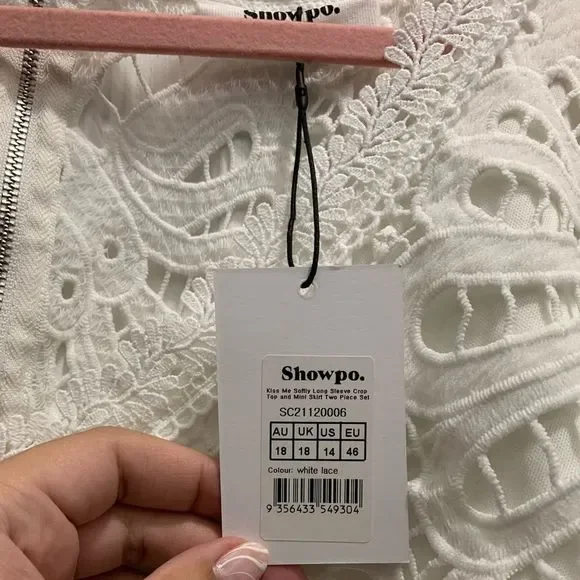 Showpo.
Showpo.
Kiss Me Softly Long Sleeve Crop
Top and Mini Skirt Two Piece Set
SC21120006
AU UK US EU
18 18 14 46
Colour: white lace
9 356433 549304